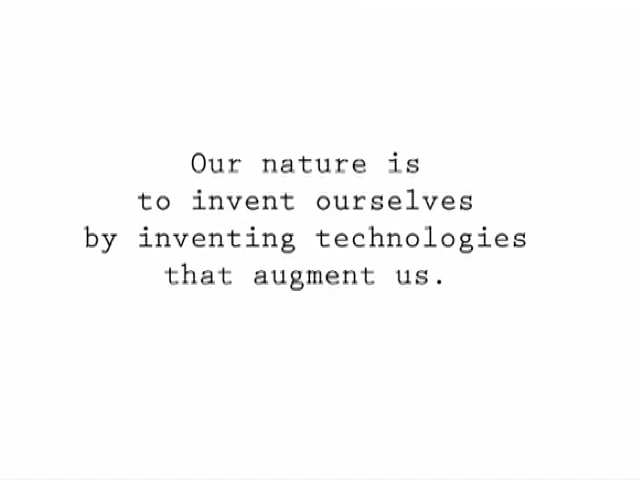 Our nature is
to invent ourselves
by inventing technologies
that augment us.